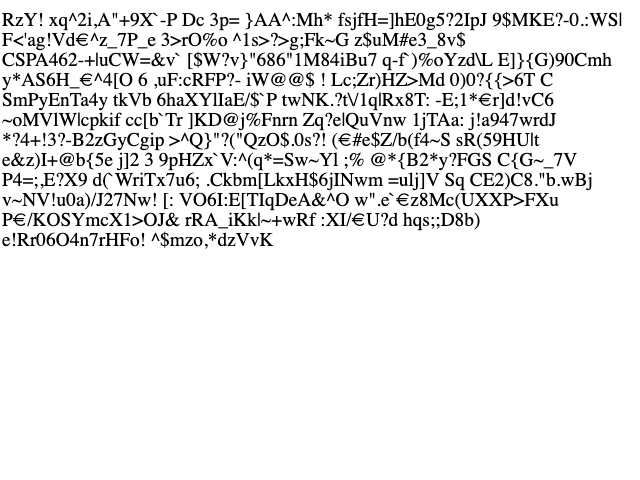 RzY! xq^2i,A"+9X`-P Dc 3p= }AA^:Mh* fsjfH=]hE0g5?2IpJ 9$MKE?-0.:WS|
F<'ag!Vd€^z_7P_e 3>rO%o ^1s>?>g;Fk~G z$uM#e3_8v$
CSPA462-+|uCW=&v` [$W?v}"686"1M84iBu7 q-f`)%oYzd\L E]}{G)90Cmh
y*AS6H_€^4[O 6 ,uF:cRFP?- iW@@$ ! Lc;Zr)HZ>Md 0)0?{{>6T C
SmPyEnTa4y tkVb 6haXYlIaE/$`P twNK.?t\/1q|Rx8T: -E;1*€r]d!vC6
~oMVlW|cpkif cc[b`Tr ]KD@j%Fnrn Zq?e|QuVnw 1jTAa: j!a947wrdJ
*?4+!3?-B2zGyCgip >^Q}"?("QzO$.0s?! (€#e$Z/b(f4~S sR(59HU|t
e&z)I+@b{5e j]2 3 9pHZx`V:^(q*=Sw~Yl ;% @*{B2*y?FGS C{G~_7V
P4=;,E?X9 d(`WriTx7u6; .Ckbm[LkxH$6jINwm =ulj]V Sq CE2)C8."b.wBj
v~NV!u0a)/J27Nw! [: VO6I:E[TIqDeA&^O w".e`€z8Mc(UXXP>FXu
P€/KOSYmcX1>OJ& rRA_iKk|~+wRf :XI/€U?d hqs;;D8b)
e!Rr06O4n7rHFo! ^$mzo,*dzVvK